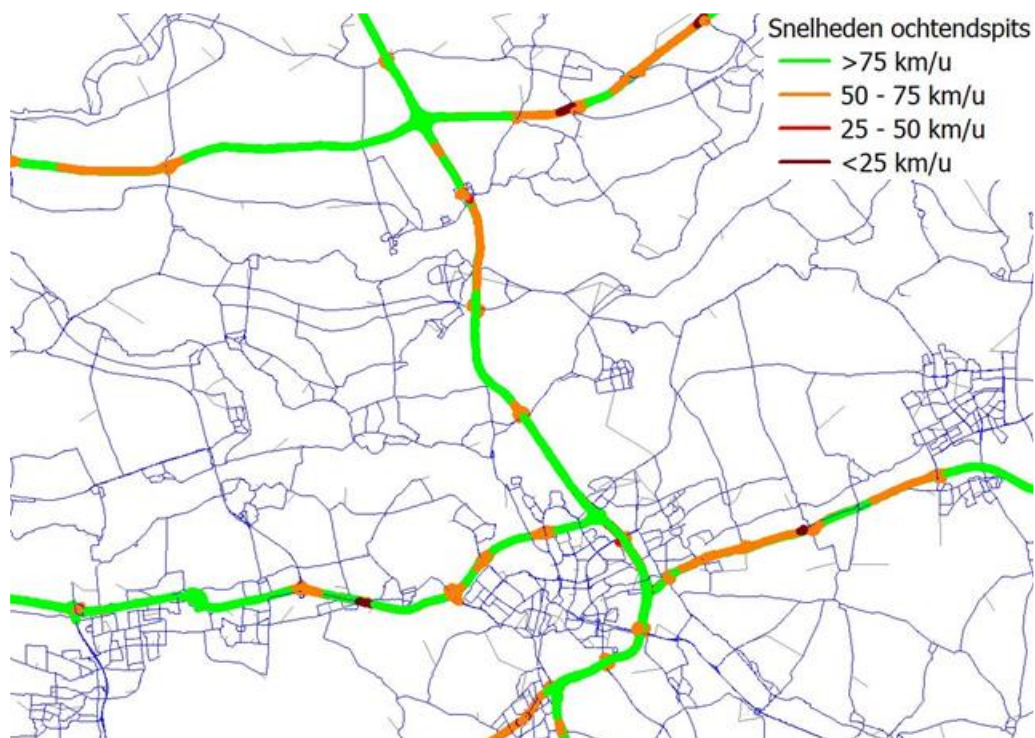 Snelheden ochtendspits
>75 km/u
50 - 75 km/u
25 - 50 km/u
<25 km/u